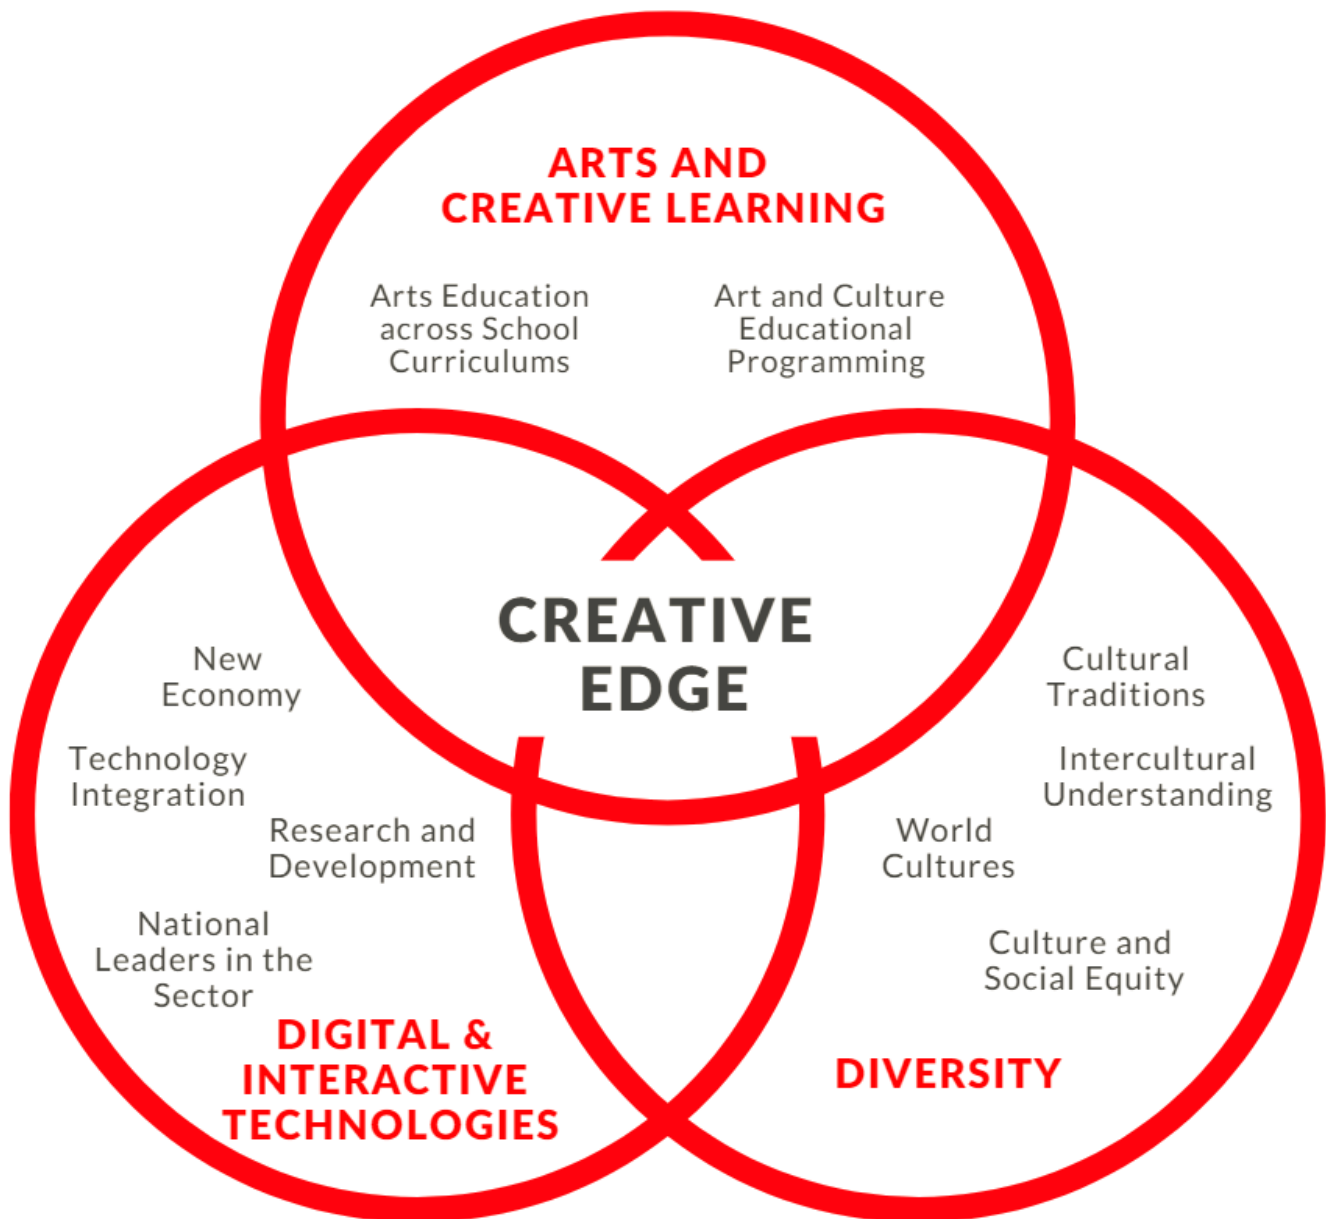 ARTS AND
CREATIVE LEARNING
Arts Education
across School
Curriculums
Art and Culture
Educational
Programming
CREATIVE
EDGE
New
Economy
Technology
Integration
Research and
Development
National
Leaders in the
Sector
DIGITAL &
INTERACTIVE
TECHNOLOGIES
Cultural
Traditions
Intercultural
Understanding
World
Cultures
Culture and
Social Equity
DIVERSITY